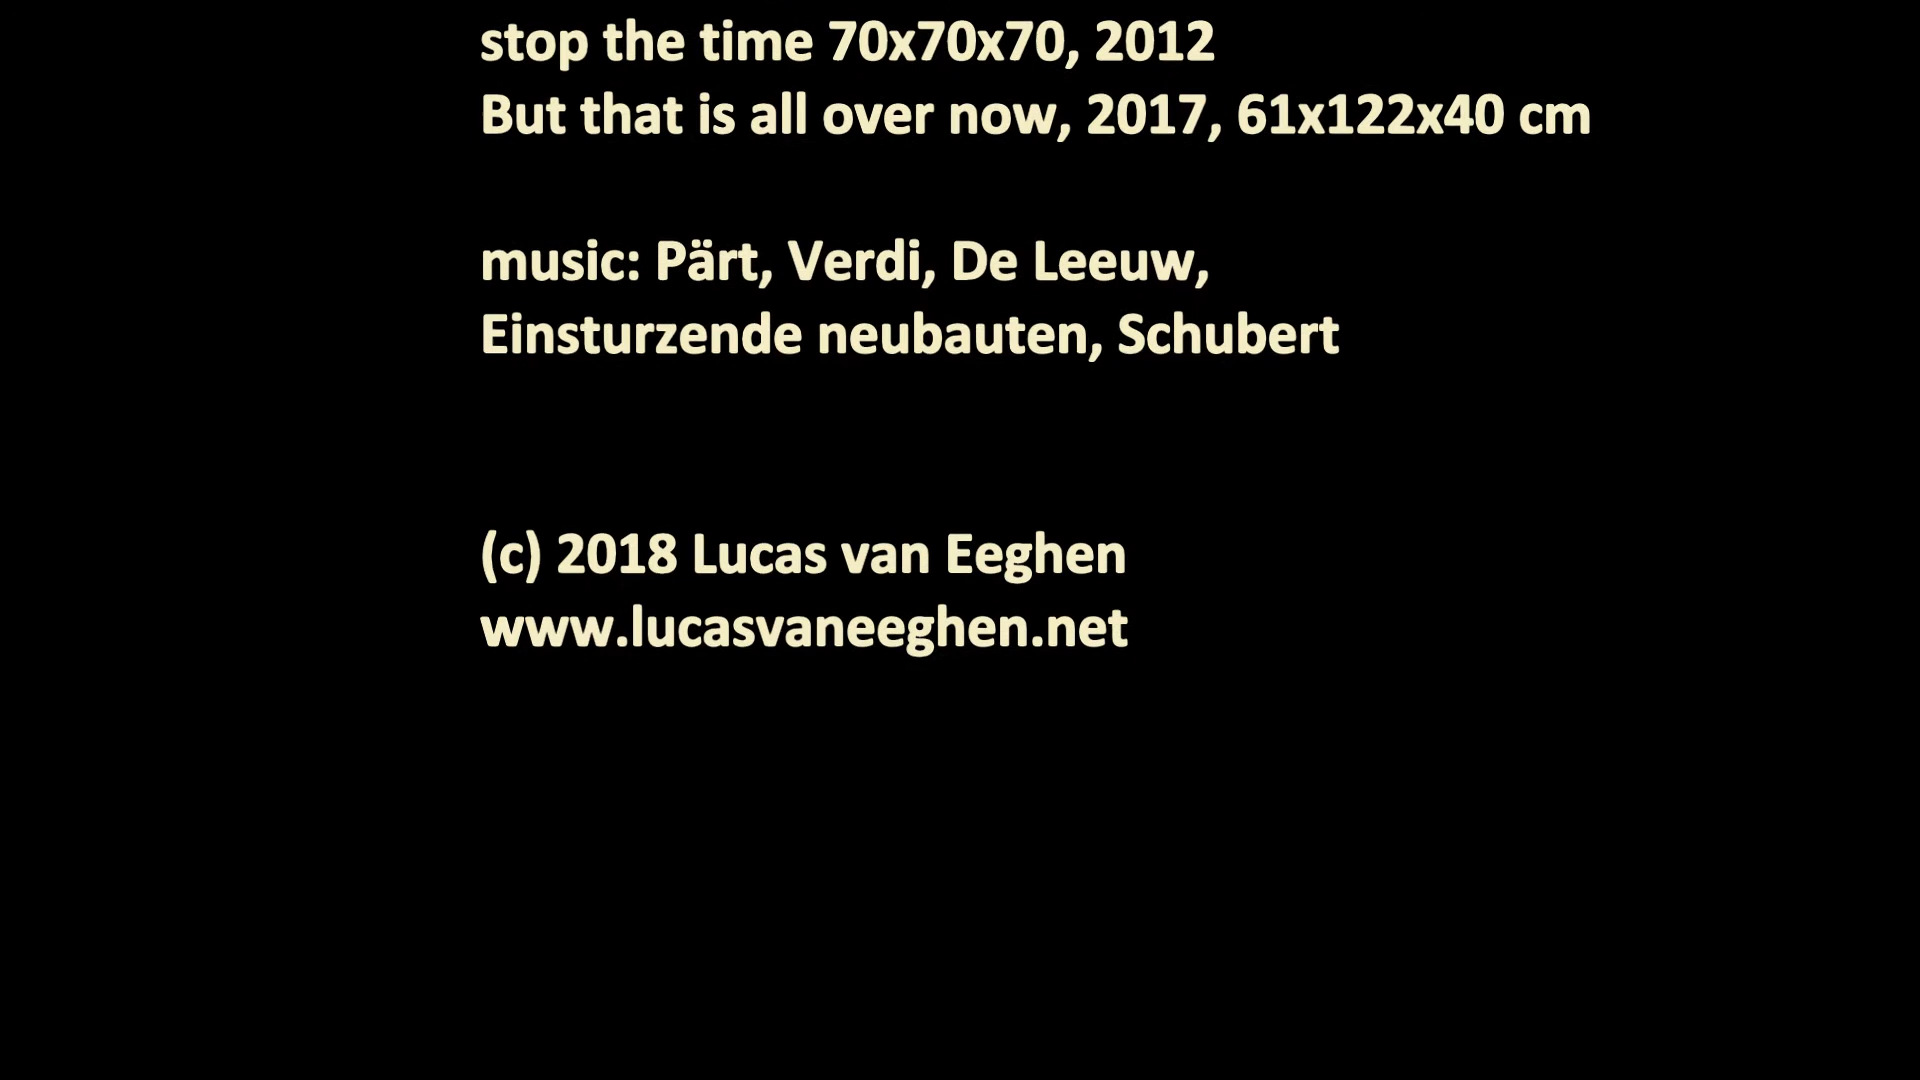 stop the time 70x70x70, 2012
But that is all over now, 2017, 61x122x40 cm
music: Pärt, Verdi, De Leeuw,
Einsturzende neubauten, Schubert
(c) 2018 Lucas van Eeghen
www.lucasvaneeghen.net